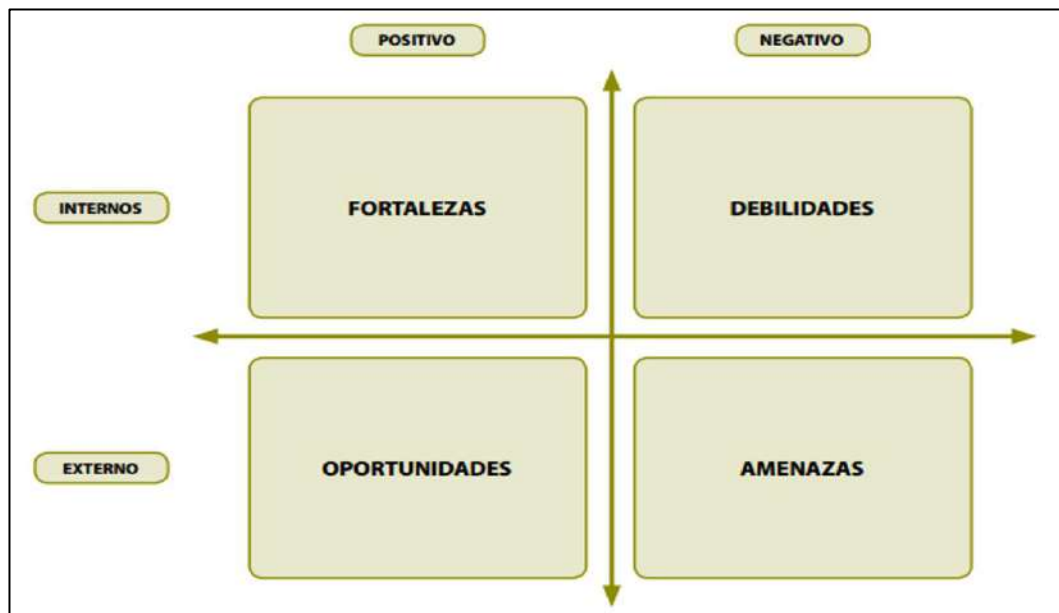 POSITIVO
NEGATIVO
INTERNOS
FORTALEZAS
DEBILIDADES
EXTERNO
OPORTUNIDADES
AMENAZAS